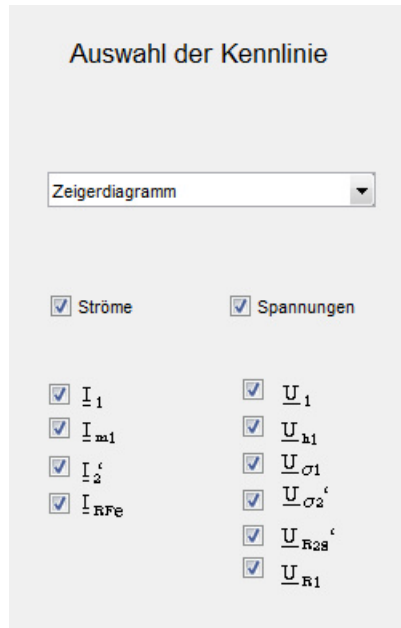 Auswahl der Kennlinie
Zeigerdiagramm
Ströme Spannungen
I1 U1
Im1 Uh1
I2‘ Uσ1
IRFe Uσ2‘
UR2s‘
UR1